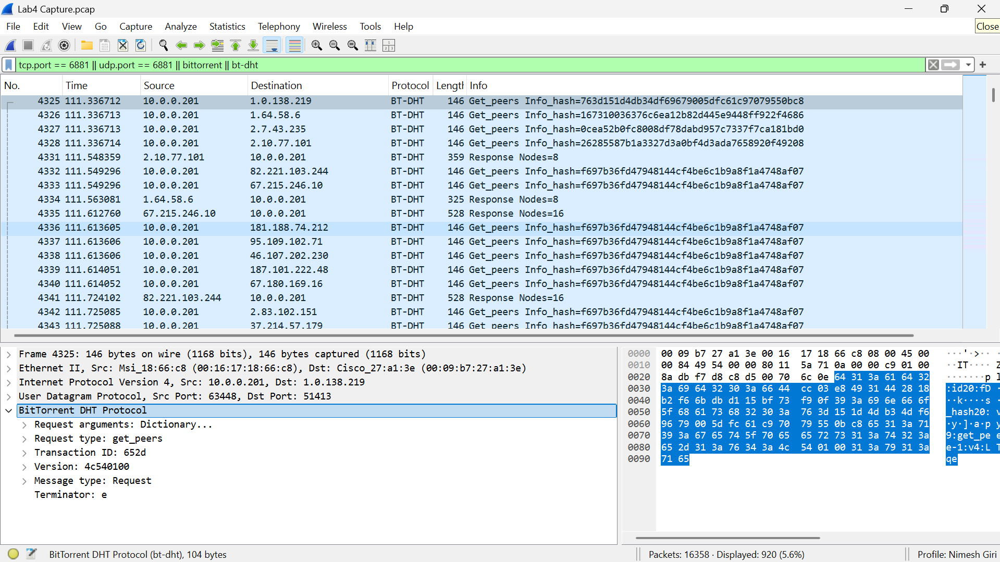 Lab4 Capture.pcap
File Edit View Go Capture Analyze Statistics Telephony Wireless Tools Help
Close
tcp.port == 6881 || udp.port == 6881 || bittorrent || bt-dht
No. Time Source Destination Protocol Length Info
4325 111.336712 10.0.0.201 1.0.138.219 BT-DHT 146 Get_peers Info_hash=763d151d4db34df69679005dfc61c97079550bc8
4326 111.336713 10.0.0.201 1.64.58.6 BT-DHT 146 Get_peers Info_hash=167310036376c6ea12b82d445e9448ff922f4686
4327 111.336713 10.0.0.201 2.7.43.235 BT-DHT 146 Get_peers Info_hash=0cea52b0fc8008df78dabd957c7337f7ca181bd0
4328 111.336714 10.0.0.201 2.10.77.101 BT-DHT 146 Get_peers Info_hash=26285587b1a3327d3a0bf4d3ada7658920f49208
4331 111.548359 2.10.77.101 10.0.0.201 BT-DHT 359 Response Nodes=8
4332 111.549296 10.0.0.201 82.221.103.244 BT-DHT 146 Get_peers Info_hash=f697b36fd47948144cf4be6c1b9a8f1a4748af07
4333 111.549296 10.0.0.201 67.215.246.10 BT-DHT 146 Get_peers Info_hash=f697b36fd47948144cf4be6c1b9a8f1a4748af07
4334 111.563081 1.64.58.6 10.0.0.201 BT-DHT 325 Response Nodes=8
4335 111.612760 67.215.246.10 10.0.0.201 BT-DHT 528 Response Nodes=16
4336 111.613605 10.0.0.201 181.188.74.212 BT-DHT 146 Get_peers Info_hash=f697b36fd47948144cf4be6c1b9a8f1a4748af07
4337 111.613606 10.0.0.201 95.109.102.71 BT-DHT 146 Get_peers Info_hash=f697b36fd47948144cf4be6c1b9a8f1a4748af07
4338 111.613606 10.0.0.201 46.107.202.230 BT-DHT 146 Get_peers Info_hash=f697b36fd47948144cf4be6c1b9a8f1a4748af07
4339 111.614051 10.0.0.201 187.101.222.48 BT-DHT 146 Get_peers Info_hash=f697b36fd47948144cf4be6c1b9a8f1a4748af07
4340 111.614052 10.0.0.201 67.180.169.16 BT-DHT 146 Get_peers Info_hash=f697b36fd47948144cf4be6c1b9a8f1a4748af07
4341 111.724102 82.221.103.244 10.0.0.201 BT-DHT 528 Response Nodes=16
4342 111.725085 10.0.0.201 2.83.102.151 BT-DHT 146 Get_peers Info_hash=f697b36fd47948144cf4be6c1b9a8f1a4748af07
4343 111.725088 10.0.0.201 37.214.57.179 BT-DHT 146 Get_peers Info_hash=f697b36fd47948144cf4be6c1b9a8f1a4748af07
Frame 4325: 146 bytes on wire (1168 bits), 146 bytes captured (1168 bits)
Ethernet II, Src: Msi_18:66:c8 (00:16:17:18:66:c8), Dst: Cisco_27:a1:3e (00:09:b7:27:a1:3e)
Internet Protocol Version 4, Src: 10.0.0.201, Dst: 1.0.138.219
User Datagram Protocol, Src Port: 63448, Dst Port: 51413
BitTorrent DHT Protocol
Request arguments: Dictionary...
Request type: get_peers
Transaction ID: 652d
Version: 4c540100
Message type: Request
Terminator: e
0000 00 09 b7 27 a1 3e 00 16 17 18 66 c8 08 00 45 00 ···'·>··
0010 00 84 49 54 00 00 80 11 5a 71 0a 00 00 c9 01 00 ··IT···· Z
0020 8a db f7 d8 c8 d5 00 70 6c 0e 64 31 3a 61 64 32 ·······p l
0030 3a 69 64 32 30 3a 66 44 cc 03 e8 49 31 44 28 18 :id20:fD ·
0040 b2 f6 6b db d1 15 bf 73 f9 0f 39 3a 69 6e 66 6f ··k····s ·
0050 5f 68 61 73 68 32 30 3a 76 3d 15 1d 4d b3 4d f6 _hash20: v
0060 96 79 00 5d fc 61 c9 70 79 55 0b c8 65 31 3a 71 ·y·]·a·p y
0070 39 3a 67 65 74 5f 70 65 65 72 73 31 3a 74 32 3a 9:get_pe e
0080 65 2d 31 3a 76 34 3a 4c 54 01 00 31 3a 79 31 3a e-1:v4:L T
0090 71 65 qe
BitTorrent DHT Protocol (bt-dht), 104 bytes
Packets: 16358 · Displayed: 920 (5.6%)
Profile: Nimesh Giri